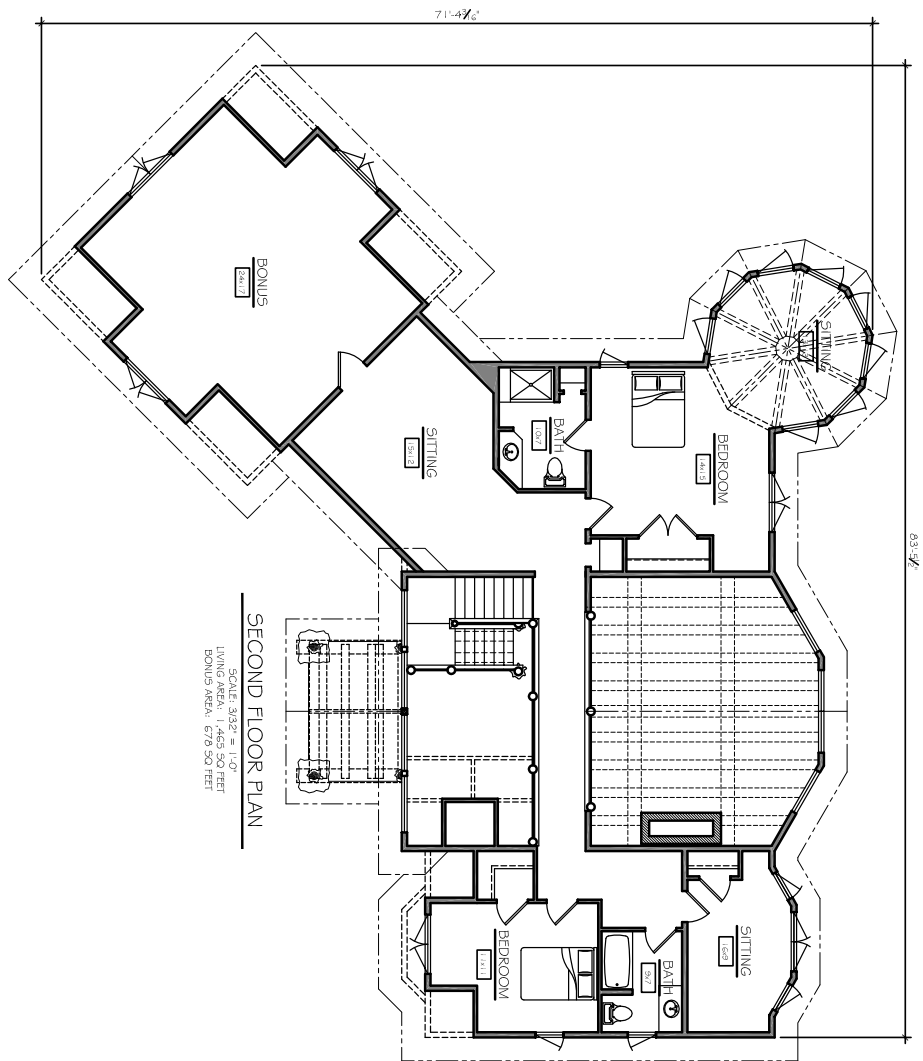 71'-4 3/16"
83'-5 1/2"
BONUS
24x17
SITTING
SITTING
15x12
BATH
10x7
BEDROOM
14x15
SECOND FLOOR PLAN
SCALE: 3/32" = 1'-0"
LIVING AREA: 1,465 SQ FEET
BONUS AREA: 678 SQ FEET
BEDROOM
11x11
BATH
9x7
SITTING
16x9